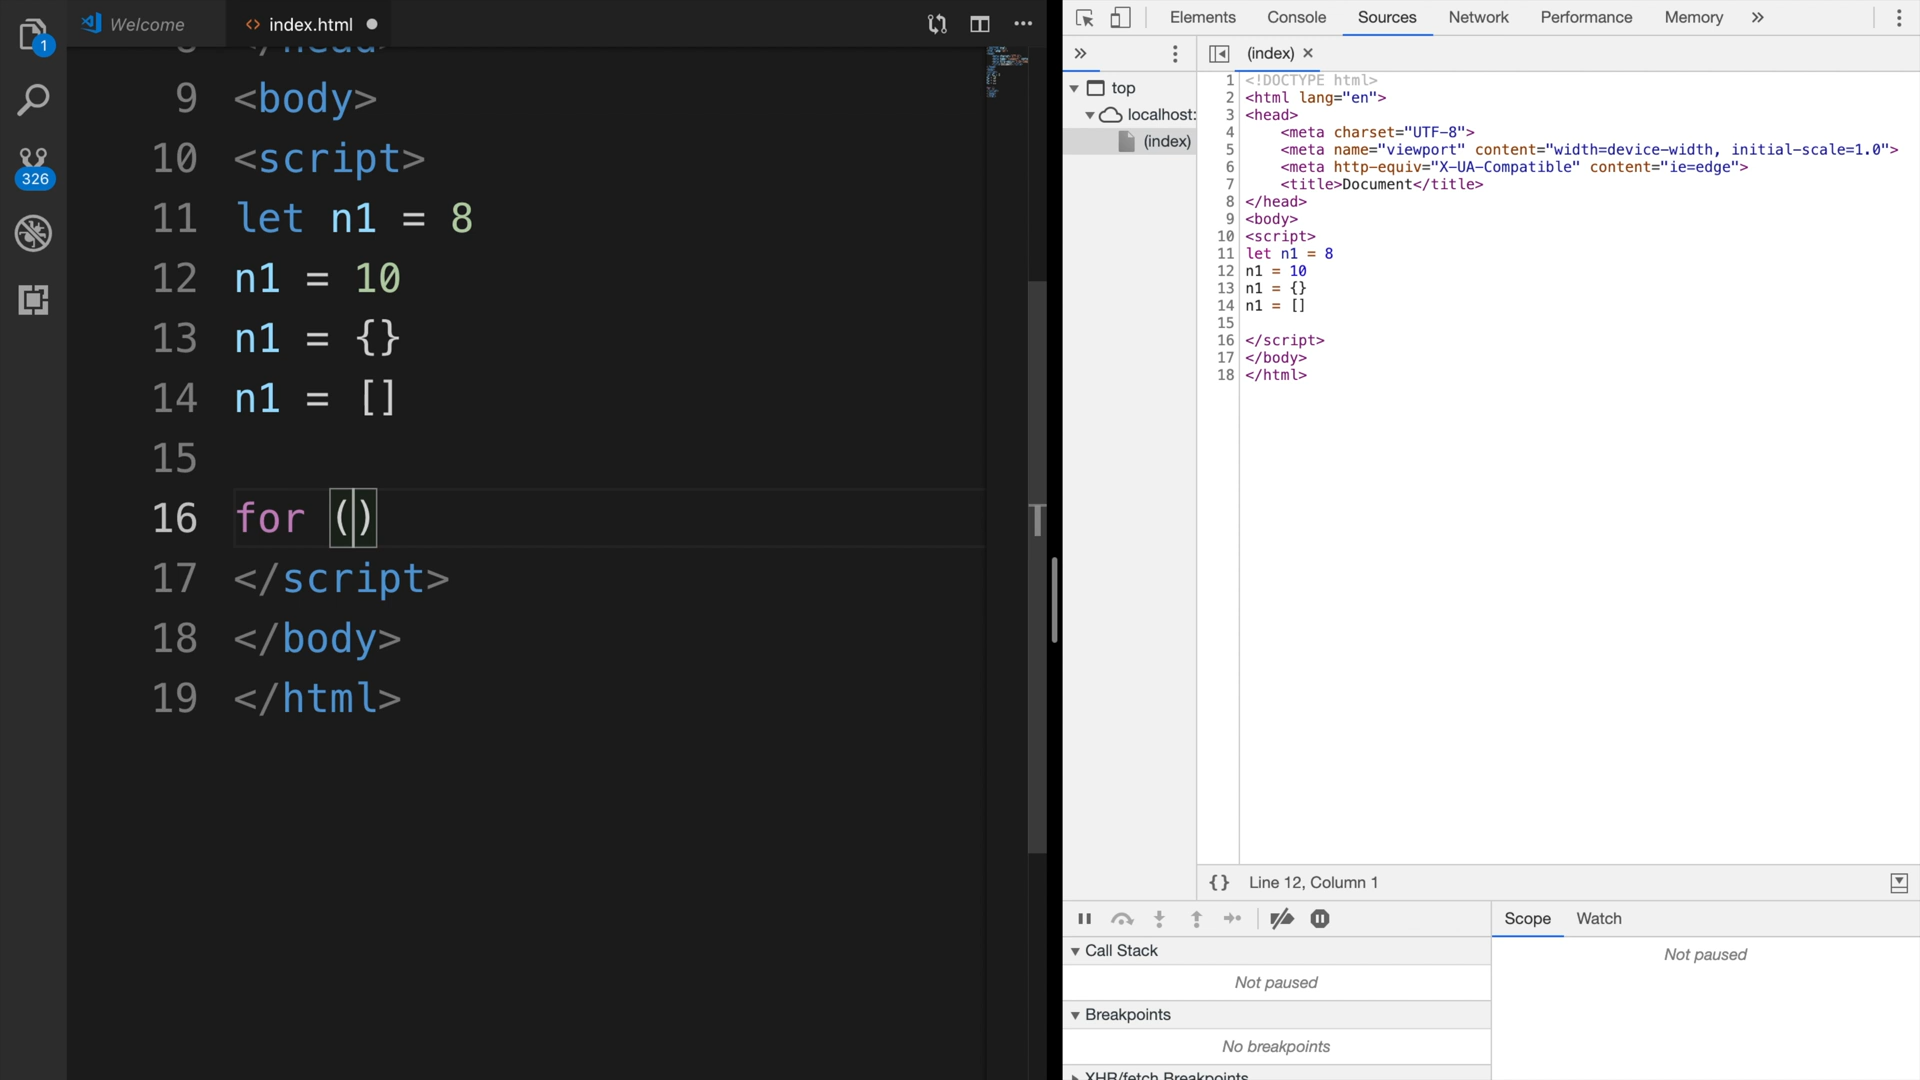 Welcome
<> index.html
1
326
</head>
9 <body>
10 <script>
11 let n1 = 8
12 n1 = 10
13 n1 = {}
14 n1 = []
15
16 for ()
17 </script>
18 </body>
19 </html>
Elements Console Sources Network Performance Memory »
» (index) ×
top
localhost:
(index)
1 <!DOCTYPE html>
2 <html lang="en">
3 <head>
4 <meta charset="UTF-8">
5 <meta name="viewport" content="width=device-width, initial-scale=1.0">
6 <meta http-equiv="X-UA-Compatible" content="ie=edge">
7 <title>Document</title>
8 </head>
9 <body>
10 <script>
11 let n1 = 8
12 n1 = 10
13 n1 = {}
14 n1 = []
15
16 </script>
17 </body>
18 </html>
{} Line 12, Column 1
Scope Watch
Not paused
Call Stack
Not paused
Breakpoints
No breakpoints
XHR/fetch Breakpoints